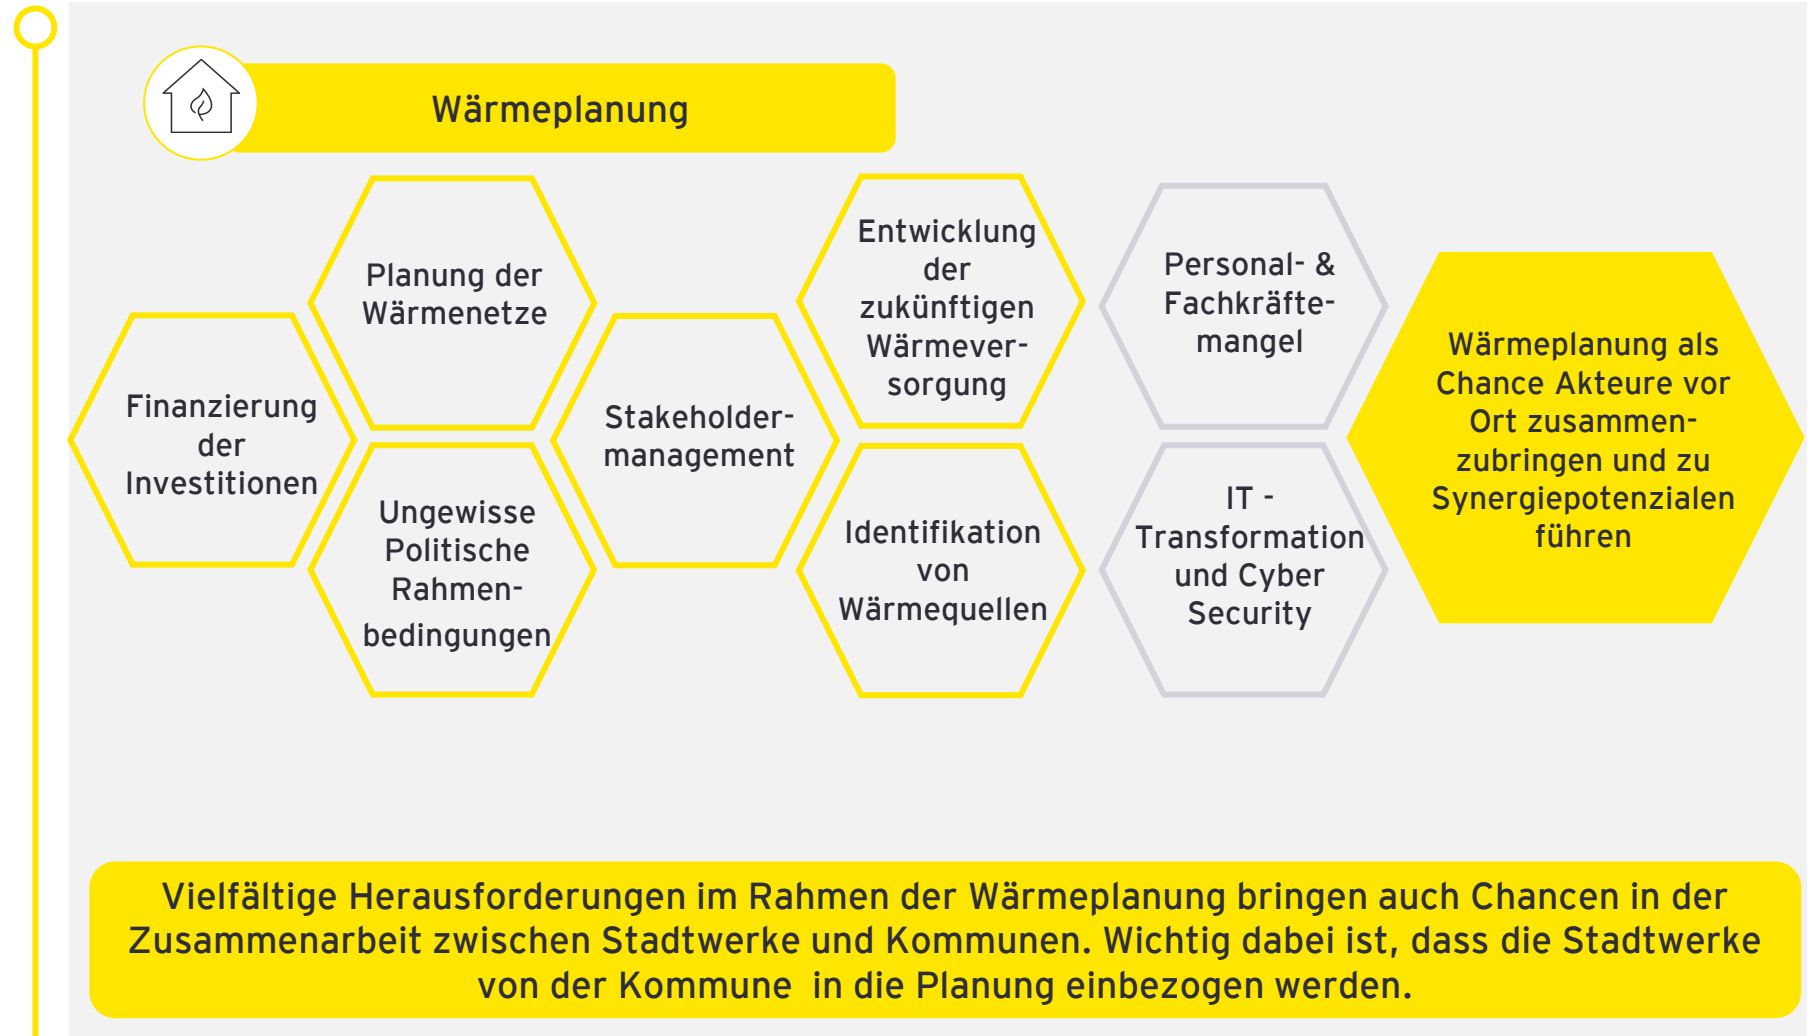 Wärmeplanung
Finanzierung
der
Investitionen
Planung der
Wärmenetze
Ungewisse
Politische
Rahmen-
bedingungen
Stakeholder-
management
Entwicklung
der
zukünftigen
Wärmever-
sorgung
Identifikation
von
Wärmequellen
Personal- &
Fachkräfte-
mangel
IT -
Transformation
und Cyber
Security
Wärmeplanung als
Chance Akteure vor
Ort zusammen-
zubringen und zu
Synergiepotenzialen
führen
Vielfältige Herausforderungen im Rahmen der Wärmeplanung bringen auch Chancen in der
Zusammenarbeit zwischen Stadtwerke und Kommunen. Wichtig dabei ist, dass die Stadtwerke
von der Kommune  in die Planung einbezogen werden.